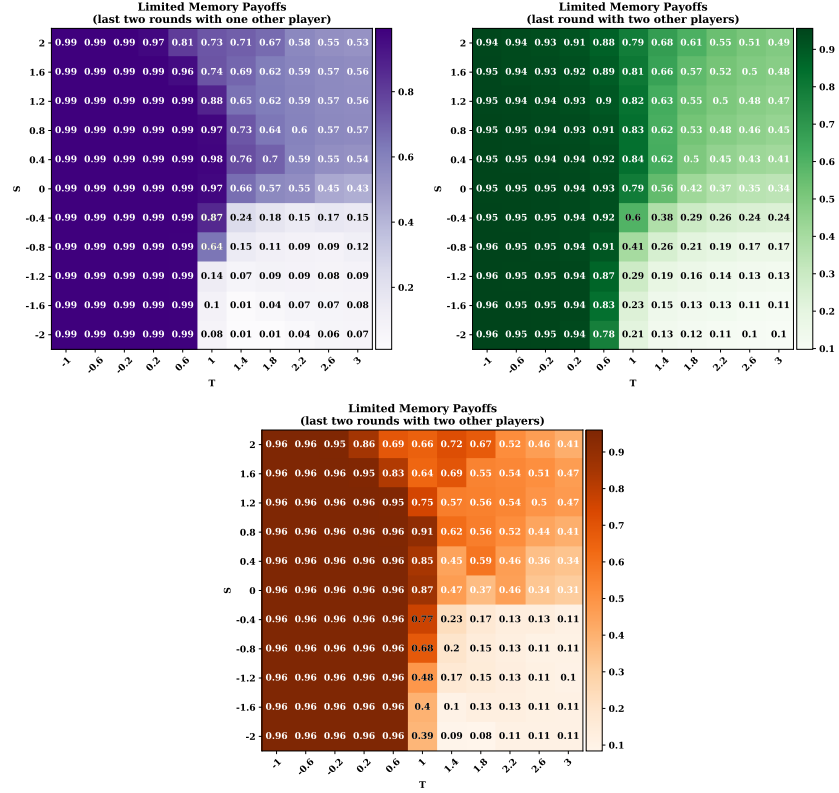 Limited Memory Payoffs
(last two rounds with one other player)
2 0.99 0.99 0.99 0.97 0.81 0.73 0.71 0.67 0.58 0.55 0.53
1.6 0.99 0.99 0.99 0.99 0.96 0.74 0.69 0.62 0.59 0.57 0.56
1.2 0.99 0.99 0.99 0.99 0.99 0.88 0.65 0.62 0.59 0.57 0.56
0.8 0.99 0.99 0.99 0.99 0.99 0.97 0.73 0.64 0.6 0.57 0.57
0.4 0.99 0.99 0.99 0.99 0.99 0.98 0.76 0.7 0.59 0.55 0.54
0 0.99 0.99 0.99 0.99 0.99 0.97 0.66 0.57 0.55 0.45 0.43
-0.4 0.99 0.99 0.99 0.99 0.99 0.87 0.24 0.18 0.15 0.17 0.15
-0.8 0.99 0.99 0.99 0.99 0.99 0.64 0.15 0.11 0.09 0.09 0.12
-1.2 0.99 0.99 0.99 0.99 0.99 0.14 0.07 0.09 0.09 0.08 0.09
-1.6 0.99 0.99 0.99 0.99 0.99 0.1 0.01 0.04 0.07 0.07 0.08
-2 0.99 0.99 0.99 0.99 0.99 0.08 0.01 0.01 0.04 0.06 0.07
-1 -0.6 -0.2 0.2 0.6 1 1.4 1.8 2.2 2.6 3
S
T
0.8
0.6
0.4
0.2
Limited Memory Payoffs
(last round with two other players)
2 0.94 0.94 0.93 0.91 0.88 0.79 0.68 0.61 0.55 0.51 0.49
1.6 0.95 0.94 0.93 0.92 0.89 0.81 0.66 0.57 0.52 0.5 0.48
1.2 0.95 0.94 0.94 0.93 0.9 0.82 0.63 0.55 0.5 0.48 0.47
0.8 0.95 0.95 0.94 0.93 0.91 0.83 0.62 0.53 0.48 0.46 0.45
0.4 0.95 0.95 0.94 0.94 0.92 0.84 0.62 0.5 0.45 0.43 0.41
0 0.95 0.95 0.94 0.93 0.92 0.79 0.56 0.42 0.37 0.35 0.34
-0.4 0.95 0.95 0.95 0.94 0.92 0.6 0.38 0.29 0.26 0.24 0.24
-0.8 0.96 0.95 0.95 0.94 0.91 0.41 0.26 0.21 0.19 0.17 0.17
-1.2 0.96 0.95 0.95 0.94 0.87 0.29 0.19 0.16 0.14 0.13 0.13
-1.6 0.96 0.95 0.95 0.94 0.83 0.23 0.15 0.13 0.13 0.11 0.11
-2 0.96 0.95 0.95 0.94 0.78 0.21 0.13 0.12 0.11 0.1 0.1
-1 -0.6 -0.2 0.2 0.6 1 1.4 1.8 2.2 2.6 3
S
T
0.9
0.8
0.7
0.6
0.5
0.4
0.3
0.2
0.1
Limited Memory Payoffs
(last two rounds with two other players)
2 0.96 0.96 0.95 0.86 0.69 0.66 0.72 0.67 0.52 0.46 0.41
1.6 0.96 0.96 0.96 0.95 0.83 0.64 0.69 0.55 0.54 0.51 0.47
1.2 0.96 0.96 0.96 0.96 0.95 0.75 0.57 0.56 0.54 0.5 0.47
0.8 0.96 0.96 0.96 0.96 0.96 0.91 0.62 0.56 0.52 0.44 0.41
0.4 0.96 0.96 0.96 0.96 0.96 0.85 0.45 0.59 0.46 0.36 0.34
0 0.96 0.96 0.96 0.96 0.96 0.87 0.47 0.37 0.46 0.34 0.31
-0.4 0.96 0.96 0.96 0.96 0.96 0.77 0.23 0.17 0.13 0.13 0.11
-0.8 0.96 0.96 0.96 0.96 0.96 0.68 0.2 0.15 0.13 0.11 0.11
-1.2 0.96 0.96 0.96 0.96 0.96 0.48 0.17 0.15 0.13 0.11 0.1
-1.6 0.96 0.96 0.96 0.96 0.96 0.4 0.1 0.13 0.13 0.11 0.11
-2 0.96 0.96 0.96 0.96 0.96 0.39 0.09 0.08 0.11 0.11 0.11
-1 -0.6 -0.2 0.2 0.6 1 1.4 1.8 2.2 2.6 3
S
T
0.9
0.8
0.7
0.6
0.5
0.4
0.3
0.2
0.1